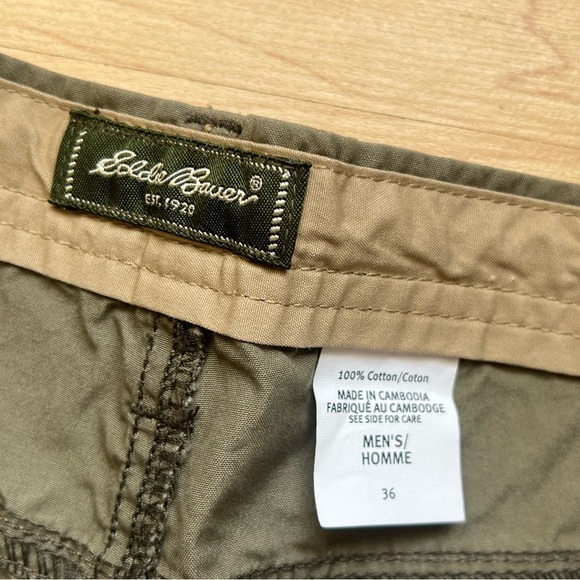 Eddie Bauer®
EST. 1920
100% Cotton/Coton
MADE IN CAMBODIA
FABRIQUÉ AU CAMBODGE
SEE SIDE FOR CARE
MEN'S/
HOMME
36